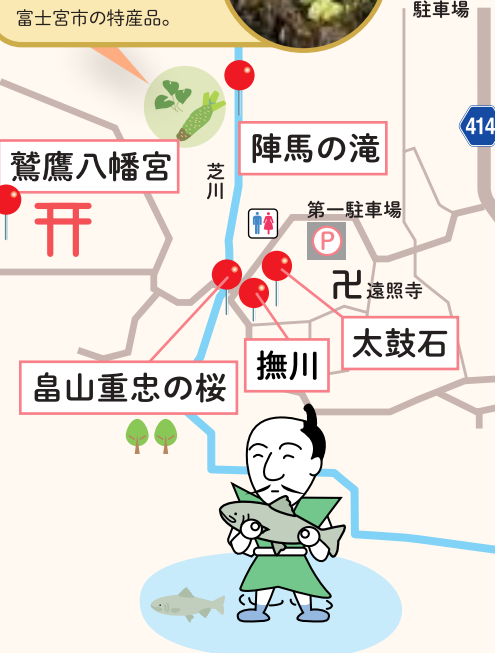 富士宮市の特産品。
駐車場
414
陣馬の滝
鷲鷹八幡宮
芝川
第一駐車場
P
卍遠照寺
太鼓石
撫川
畠山重忠の桜